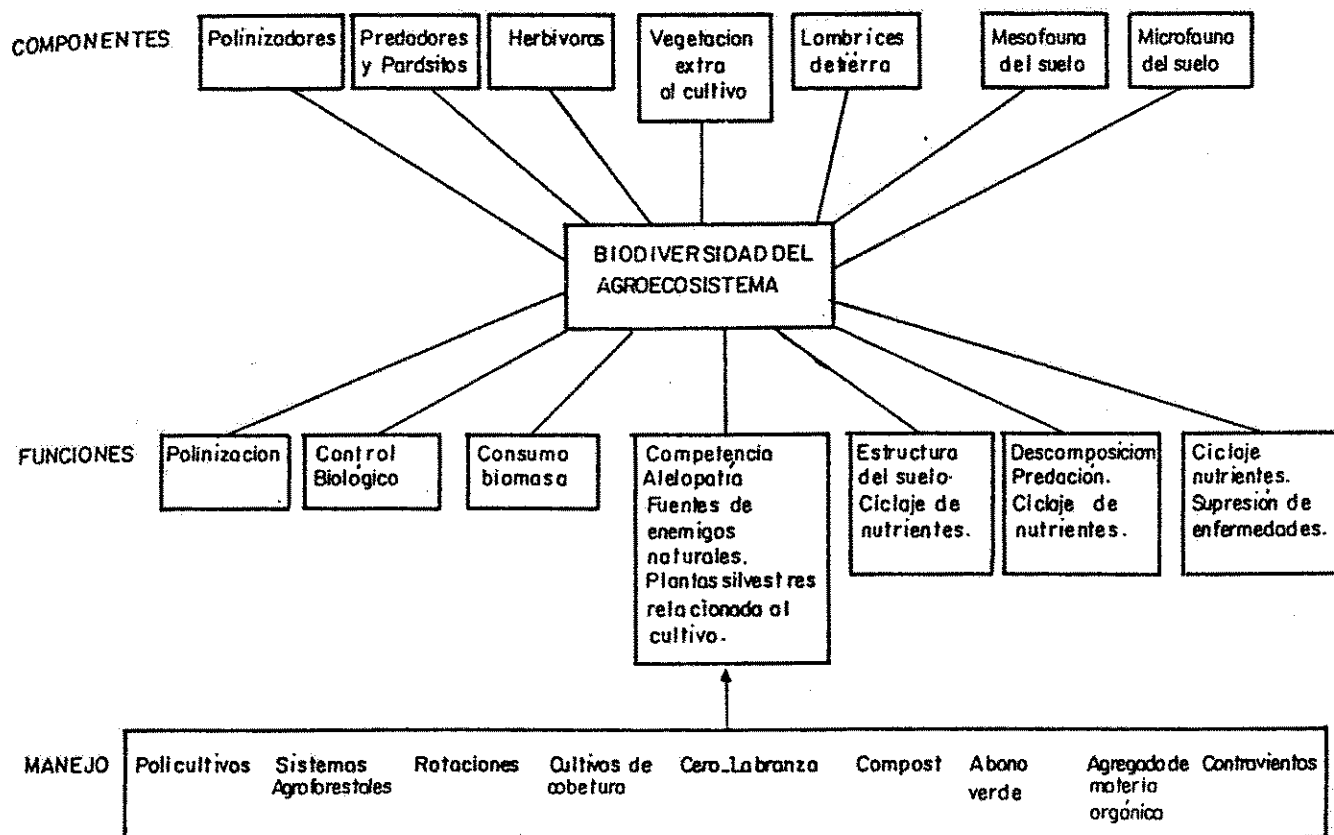 COMPONENTES
Polinizadores
Predadores
y Parásitos
Herbívoros
Vegetacion
extra
al cultivo
Lombrices
de tiérra
Mesofauna
del suelo
Microfauna
del suelo
BIODIVERSIDAD DEL
AGROECOSISTEMA
FUNCIONES
Polinizacion
Control
Biológico
Consumo
biomasa
Competencia
Alelopatía
Fuentes de
enemigos
naturales.
Plantas silvestres
relacionada al
cultivo.
Estructura
del suelo-
Ciclaje de
nutrientes.
Descomposicion
Predación.
Ciclaje de
nutrientes.
Ciclaje
nutrientes.
Supresión de
enfermedades.
MANEJO
Policultivos
Sistemas
Agroforestales
Rotaciones
Cultivos de
cobetura
Cero_Labranza
Compost
Abono
verde
Agregado de
materia
orgánica
Contravientos